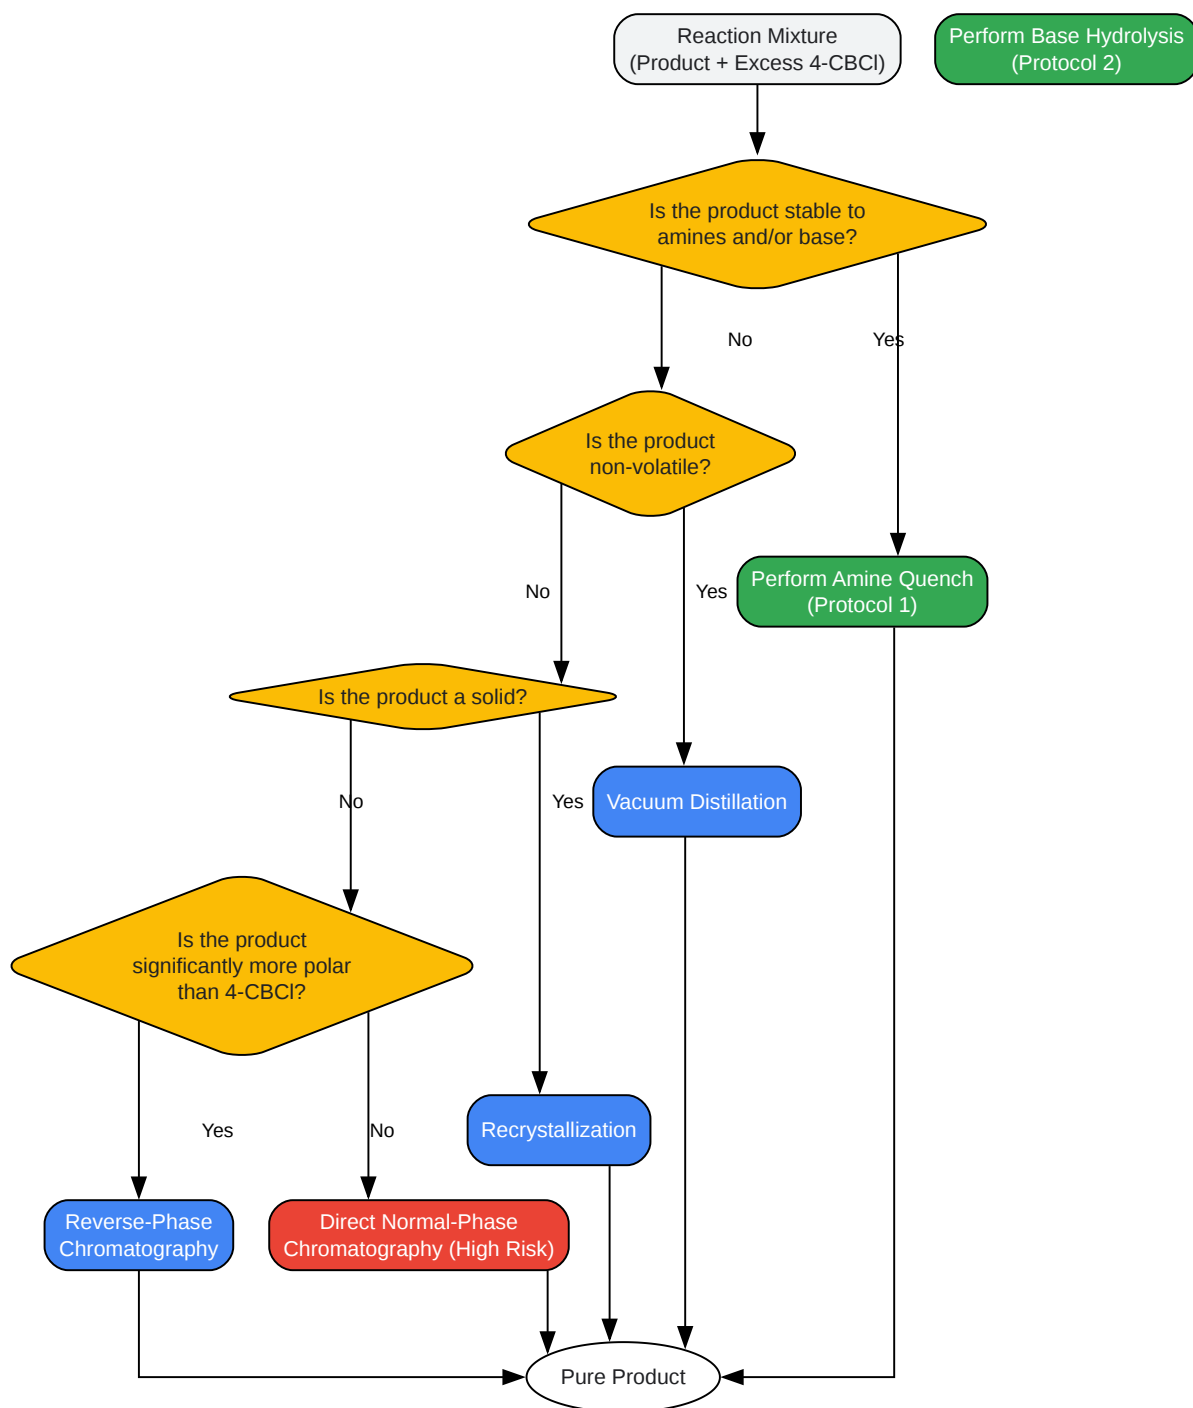 Reaction Mixture
(Product + Excess 4-CBCl)
Perform Base Hydrolysis
(Protocol 2)
Is the product stable to
amines and/or base?
No
Yes
Is the product
non-volatile?
No
Yes
Perform Amine Quench
(Protocol 1)
Is the product a solid?
No
Yes
Vacuum Distillation
Is the product
significantly more polar
than 4-CBCl?
Yes
No
Recrystallization
Reverse-Phase
Chromatography
Direct Normal-Phase
Chromatography (High Risk)
Pure Product